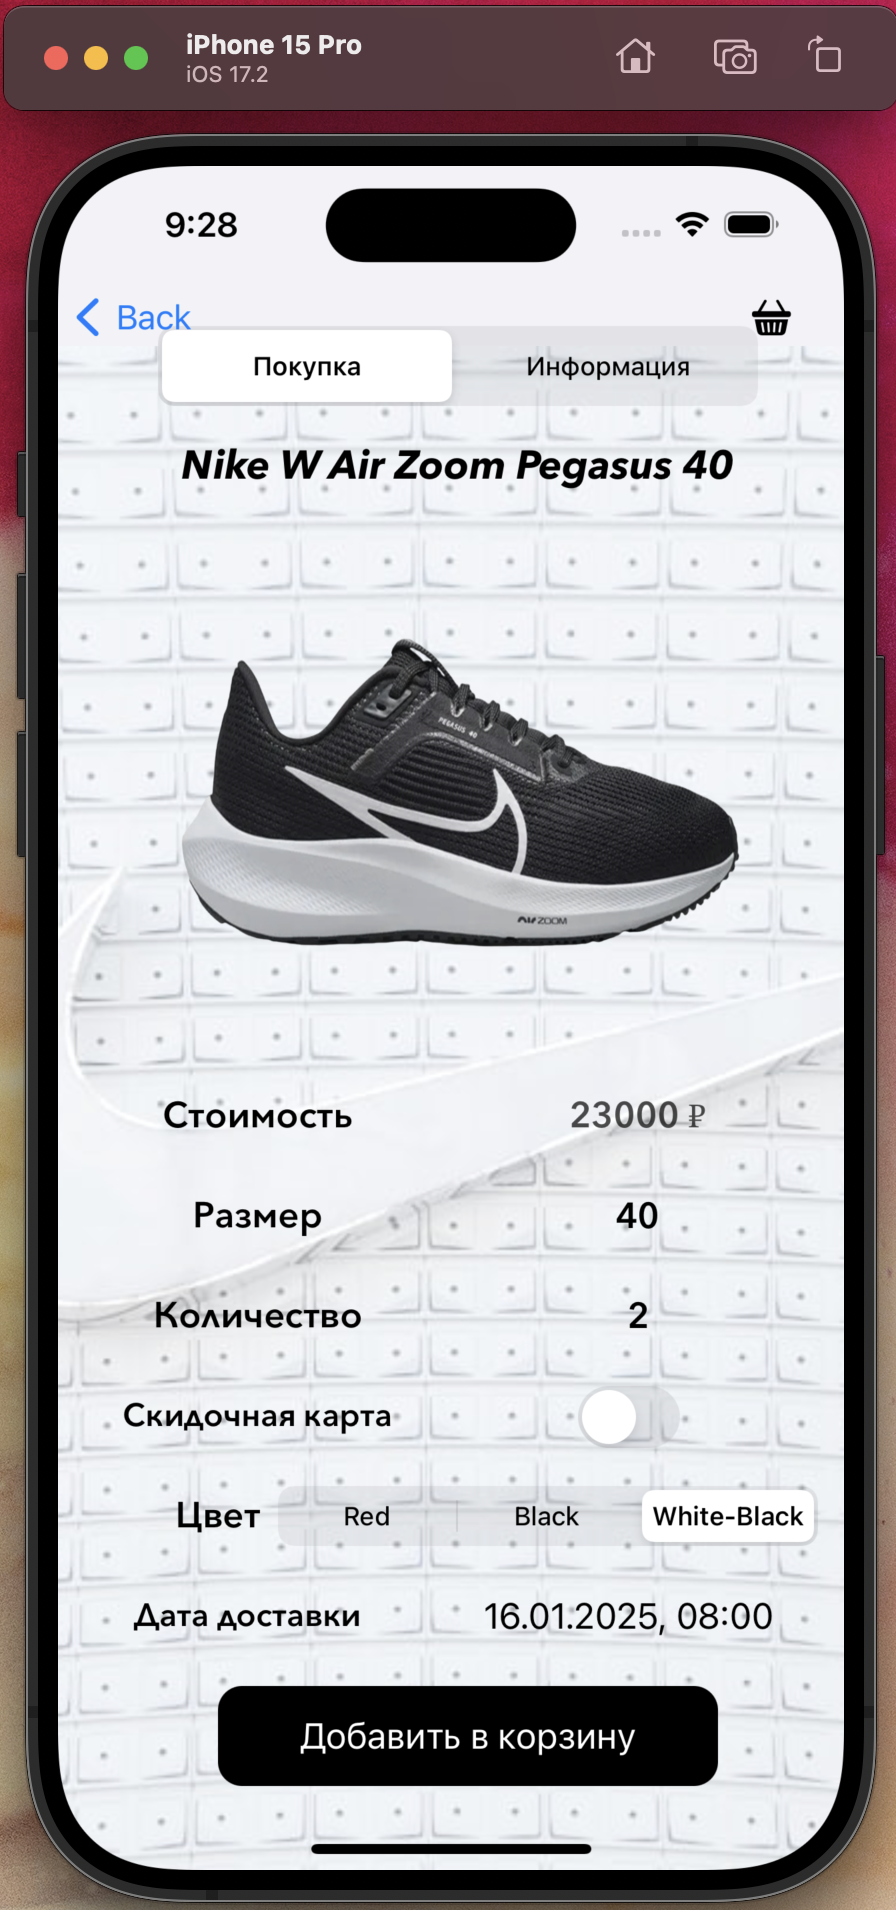 iPhone 15 Pro
iOS 17.2
9:28
Back
Покупка Информация
Nike W Air Zoom Pegasus 40
PEGASUS 40
AIR ZOOM
Стоимость 23000 ₽
Размер 40
Количество 2
Скидочная карта
Цвет Red Black White-Black
Дата доставки 16.01.2025, 08:00
Добавить в корзину